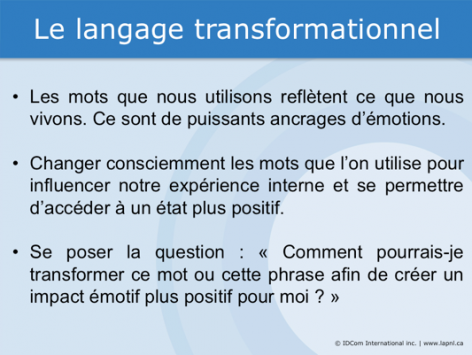 Le langage transformationnel
• Les mots que nous utilisons reflètent ce que nous
vivons. Ce sont de puissants ancrages d’émotions.
• Changer consciemment les mots que l’on utilise pour
influencer notre expérience interne et se permettre
d’accéder à un état plus positif.
• Se poser la question : « Comment pourrais-je
transformer ce mot ou cette phrase afin de créer un
impact émotif plus positif pour moi ? »
© IDCom International inc. | www.lapnl.ca